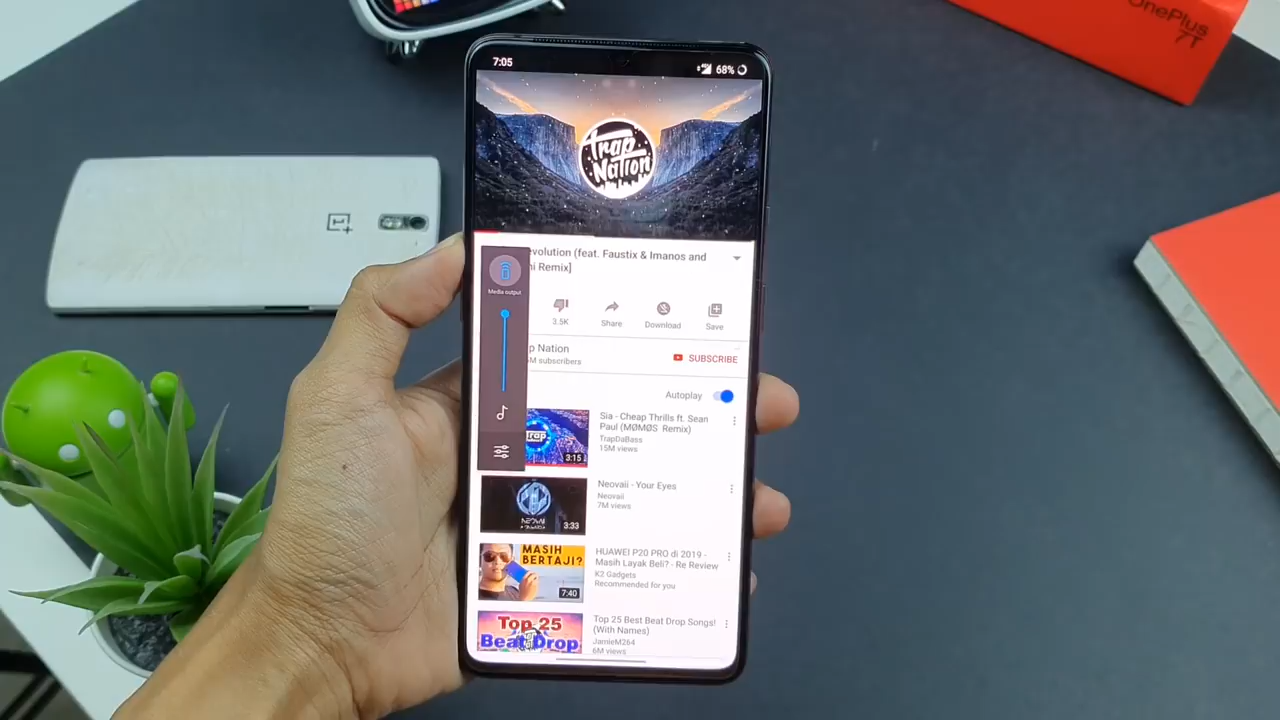 OnePlus
7T
7:05
68%
Trap
Nation
evolution (feat. Faustix & Imanos and
Remix]
Media output
3.5K
Share
Download
Save
Nation
M subscribers
SUBSCRIBE
Autoplay
Sia - Cheap Thrills ft. Sean
Paul (MØMØS Remix)
TrapDaBass
15M views
3:15
Neovaii - Your Eyes
Neovaii
7M views
3:33
MASIH
BERTAJI?
7:40
HUAWEI P20 PRO di 2019 -
Masih Layak Beli? - Re Review
K2 Gadgets
Recommended for you
Top 25
Beat Drop
Top 25 Best Beat Drop Songs!
(With Names)
JamieM264
6M views